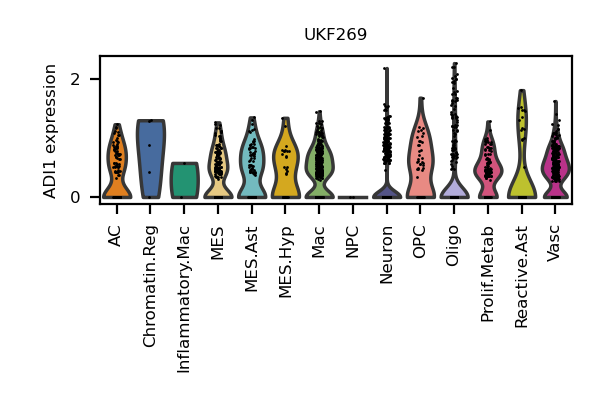 UKF269
ADI1 expression
2
0
AC
Chromatin.Reg
Inflammatory.Mac
MES
MES.Ast
MES.Hyp
Mac
NPC
Neuron
OPC
Oligo
Prolif.Metab
Reactive.Ast
Vasc